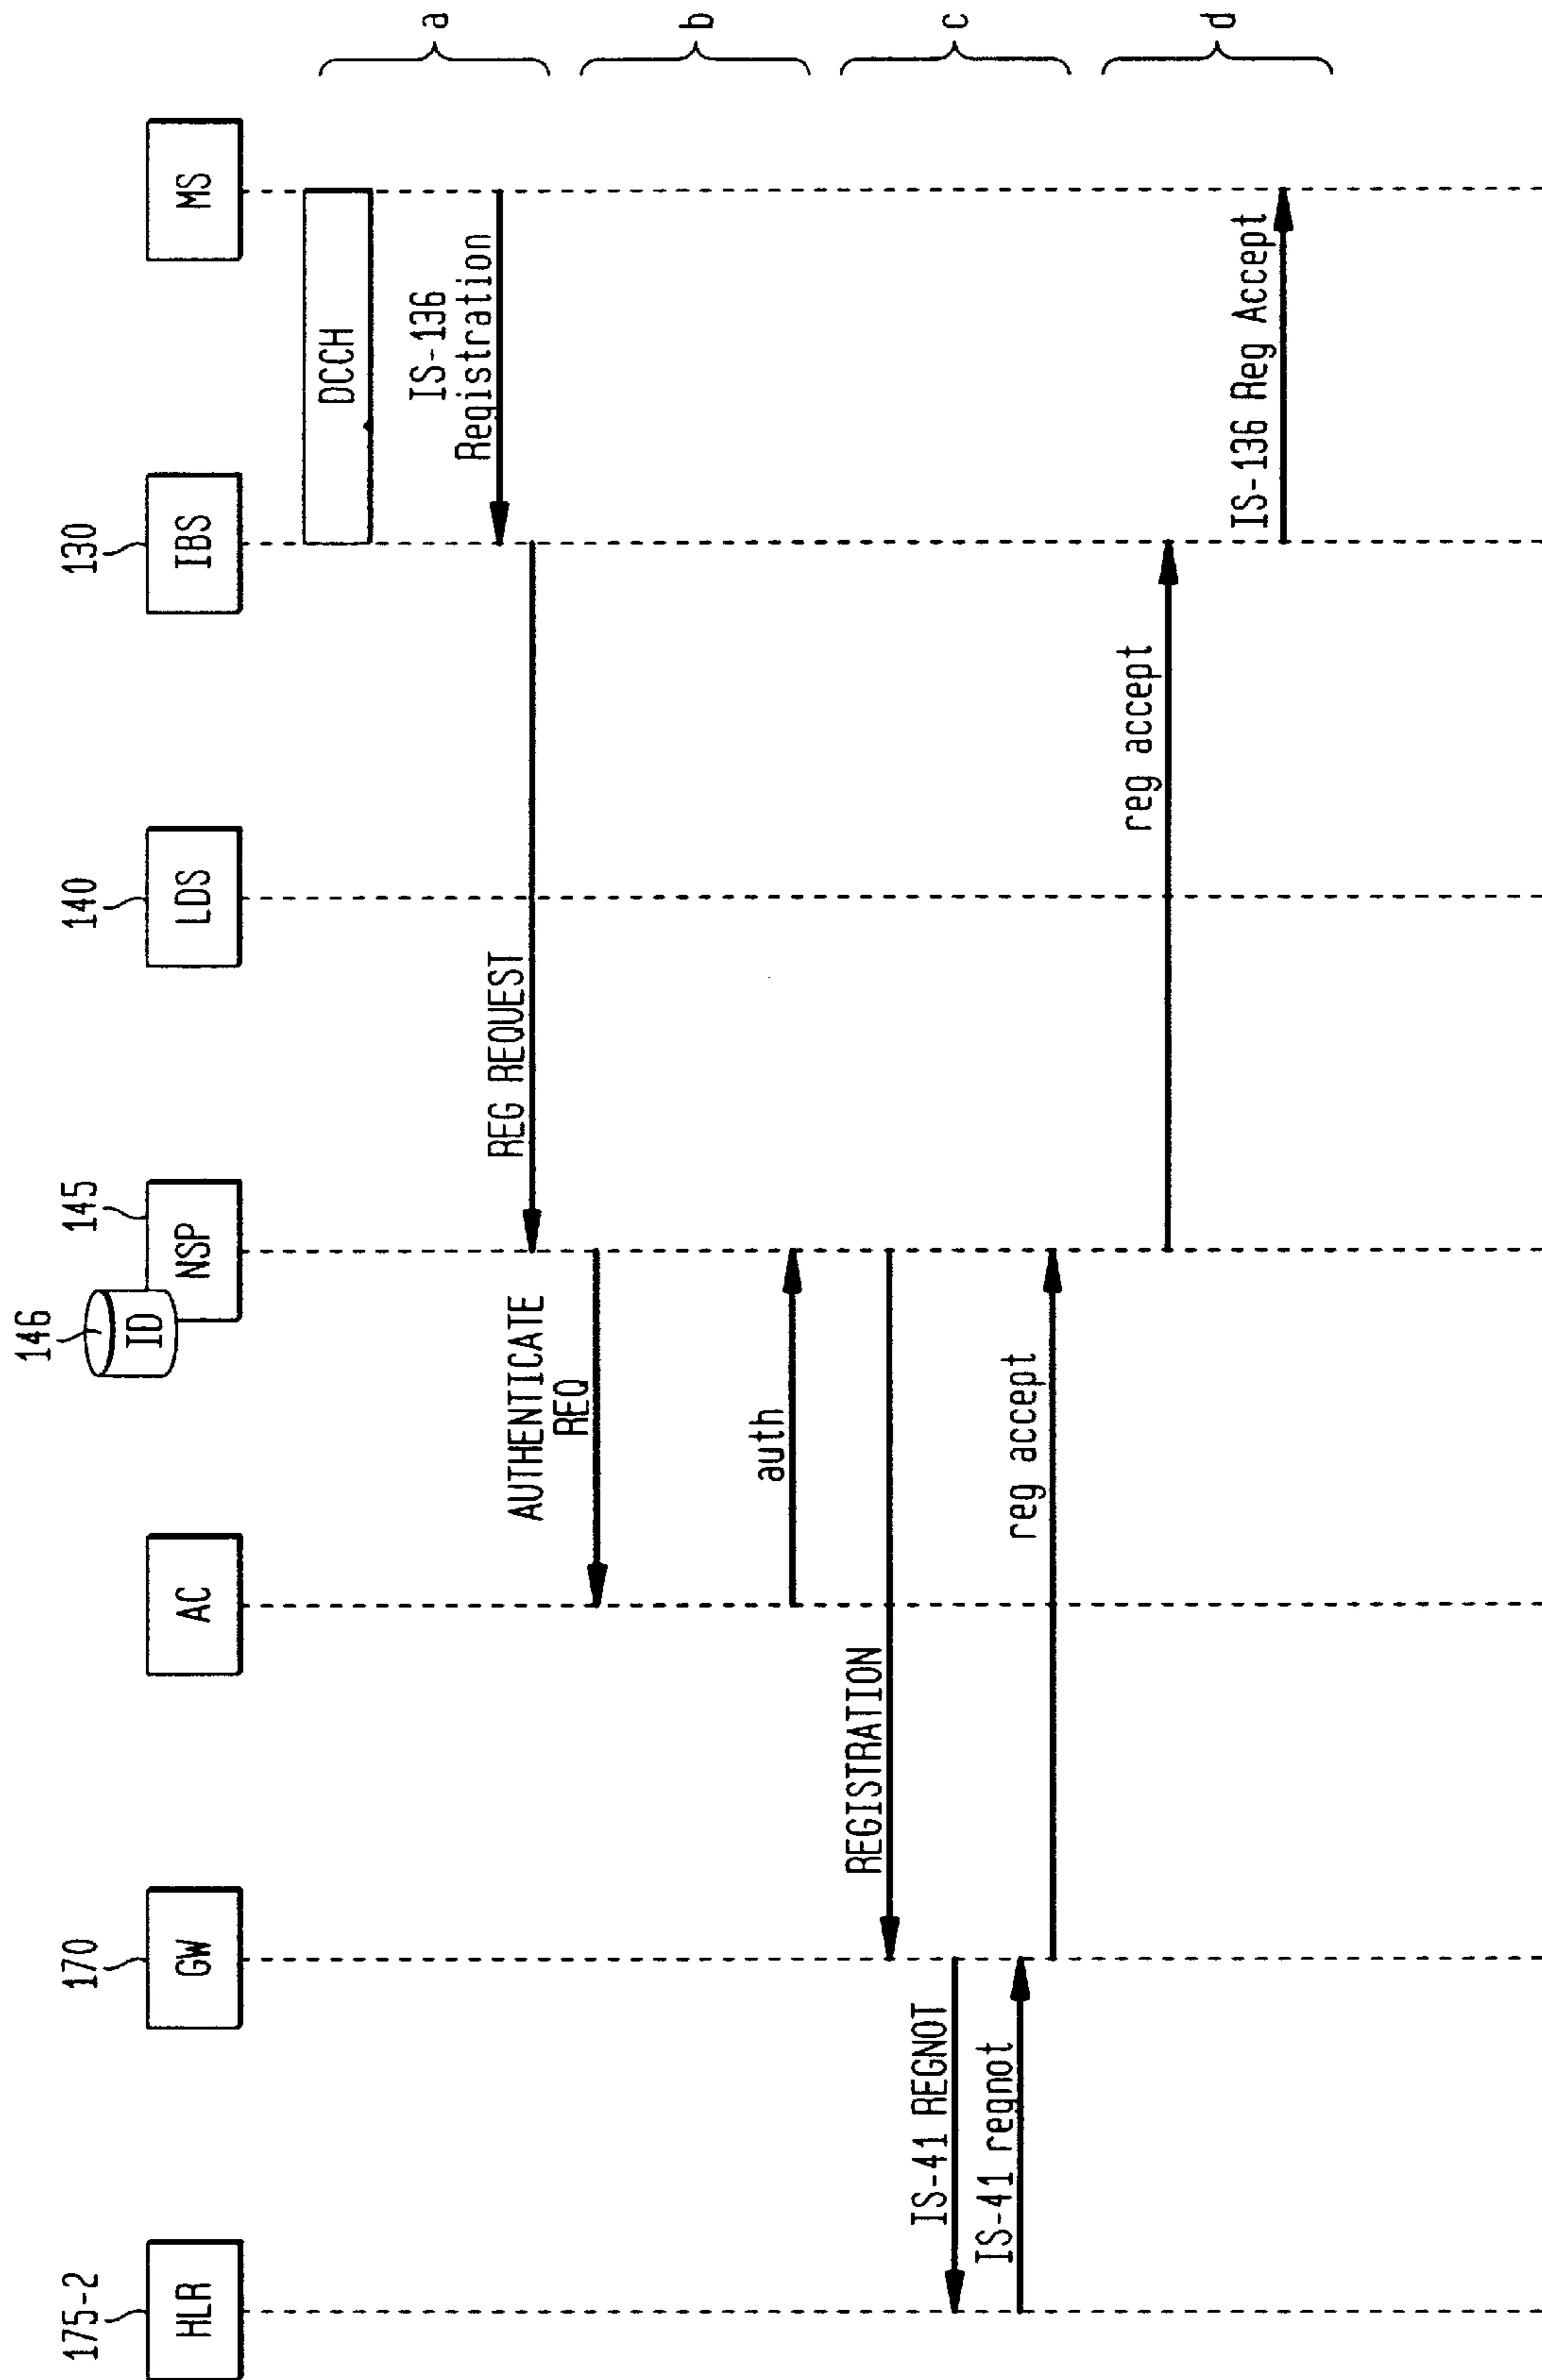 175-2
170
146
145
140
130
HLR
GW
AC
ID
NSP
LDS
IBS
MS
DCCH
a
IS-136
Registration
REG REQUEST
AUTHENTICATE
REQ
b
auth
REGISTRATION
c
IS-41 REGNOT
IS-41 regnot
reg accept
reg accept
d
IS-136 Reg Accept